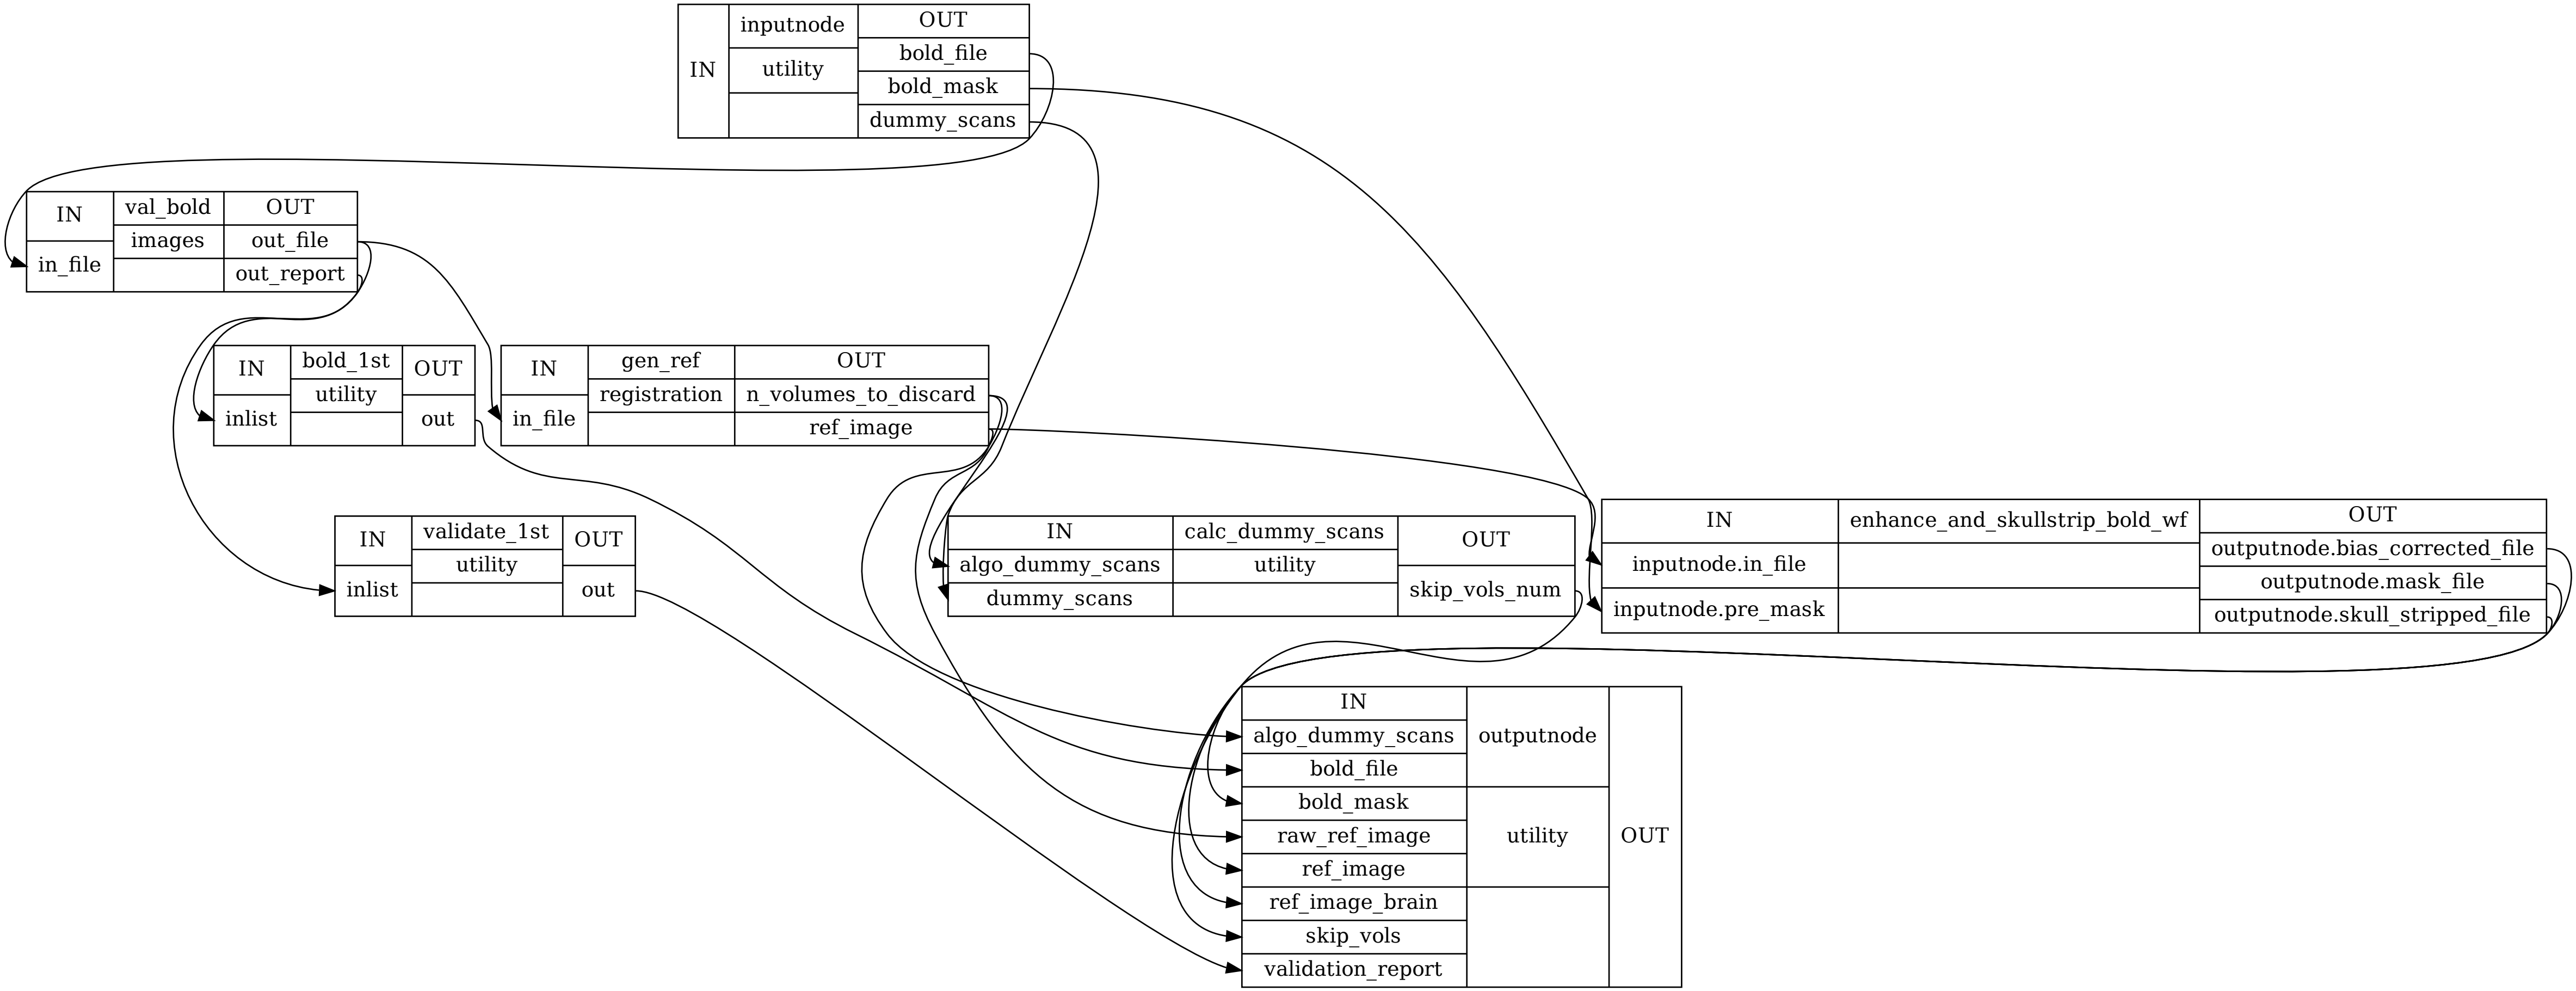 IN
inputnode
utility
OUT
bold_file
bold_mask
dummy_scans
IN
in_file
val_bold
images
OUT
out_file
out_report
IN
inlist
bold_1st
utility
OUT
out
IN
in_file
gen_ref
registration
OUT
n_volumes_to_discard
ref_image
IN
inlist
validate_1st
utility
OUT
out
IN
algo_dummy_scans
dummy_scans
calc_dummy_scans
utility
OUT
skip_vols_num
IN
inputnode.in_file
inputnode.pre_mask
enhance_and_skullstrip_bold_wf
OUT
outputnode.bias_corrected_file
outputnode.mask_file
outputnode.skull_stripped_file
IN
algo_dummy_scans
bold_file
bold_mask
raw_ref_image
ref_image
ref_image_brain
skip_vols
validation_report
outputnode
utility
OUT